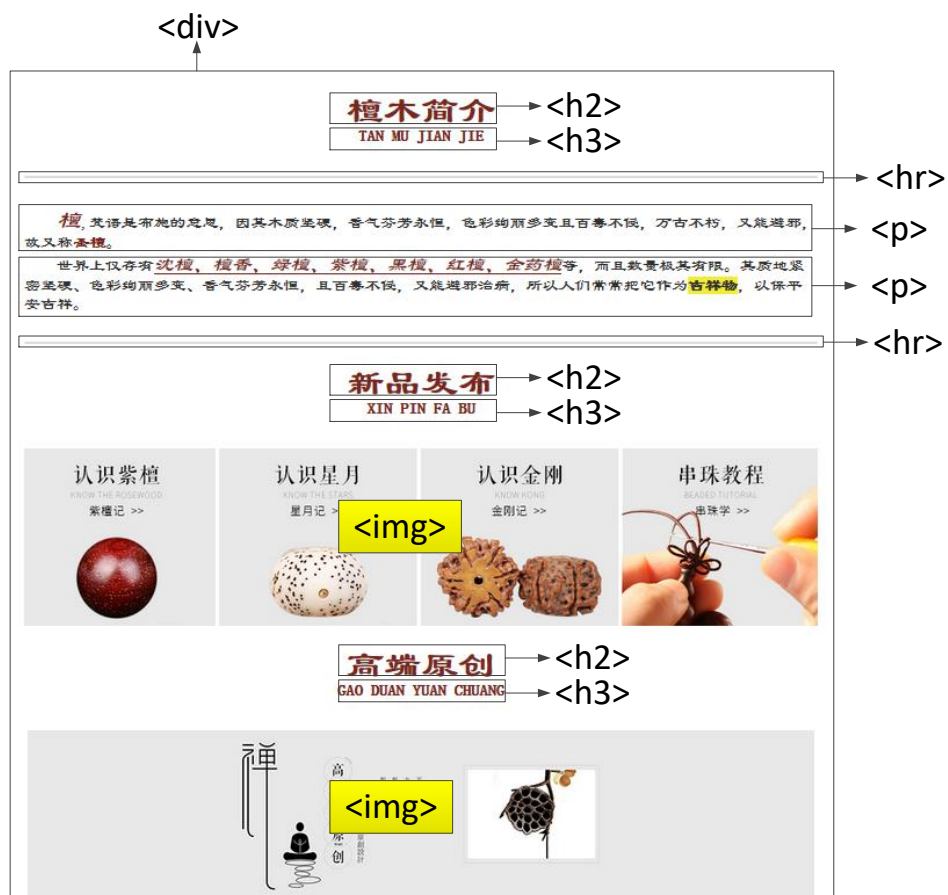 <div>
檀木简介
<h2>
TAN MU JIAN JIE
<h3>
<hr>
檀，梵语是布施的意思，因其木质坚硬，香气芬芳永恒，色彩绚丽多变且百毒不侵，万古不朽，又能避邪，
故又称圣檀。
<p>
世界上仅存有沈檀、檀香、绿檀、紫檀、黑檀、红檀、金药檀等，而且数量极其有限。其质地紧
密坚硬、色彩绚丽多变、香气芬芳永恒，且百毒不侵，又能避邪治病，所以人们常常把它作为吉祥物，以保平
安吉祥。
<p>
<hr>
新品发布
<h2>
XIN PIN FA BU
<h3>
认识紫檀
KNOW THE ROSEWOOD
紫檀记 >>
认识星月
KNOW THE STARS
星月记 >
认识金刚
KNOW KONG
金刚记 >>
串珠教程
BEADED TUTORIAL
串珠学 >>
<img>
高端原创
<h2>
GAO DUAN YUAN CHUANG
<h3>
禅
高
原
创
<img>